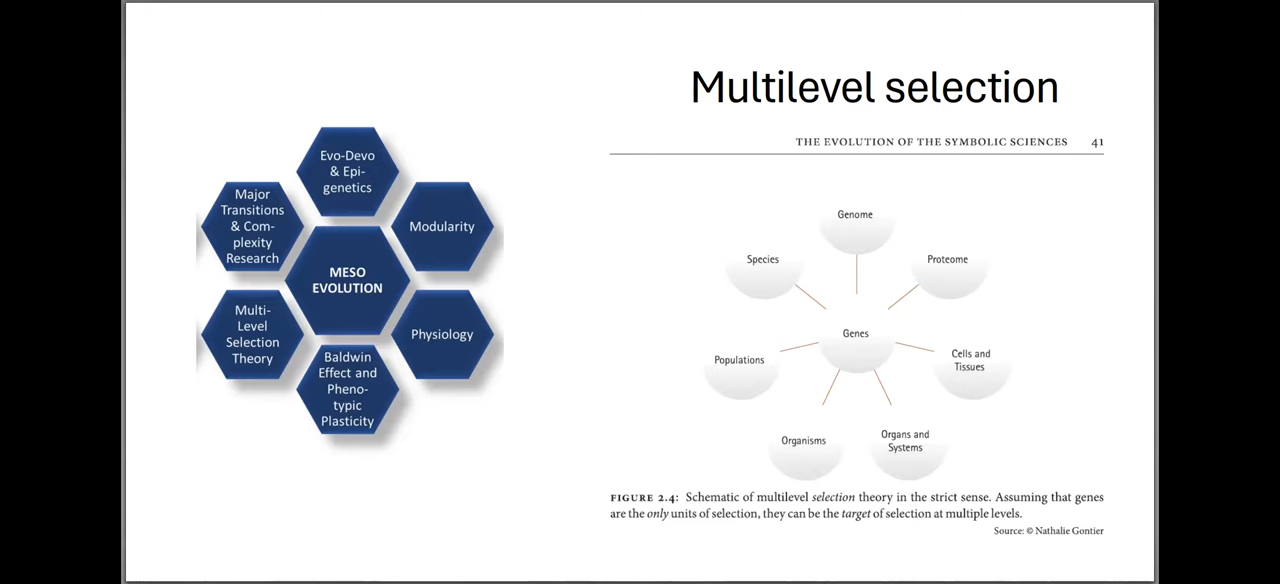 Multilevel selection
THE EVOLUTION OF THE SYMBOLIC SCIENCES 41
Evo-Devo
& Epi-
genetics
Major
Transitions
& Com-
plexity
Research
Modularity
MESO
EVOLUTION
Multi-
Level
Selection
Theory
Physiology
Baldwin
Effect and
Pheno-
typic
Plasticity
Genome
Species
Proteome
Genes
Populations
Cells and
Tissues
Organisms
Organs and
Systems
FIGURE 2.4: Schematic of multilevel selection theory in the strict sense. Assuming that genes
are the only units of selection, they can be the target of selection at multiple levels.
Source: © Nathalie Gontier